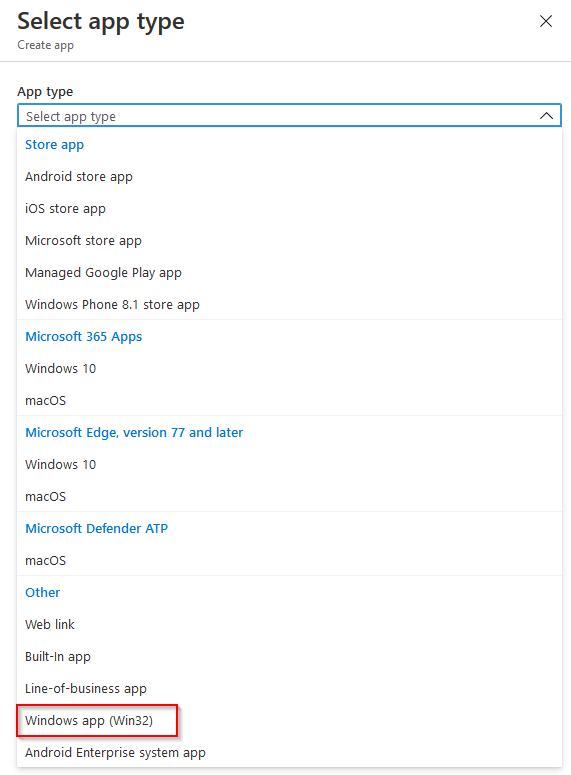 Select app type
Create app
App type
Select app type
Store app
Android store app
iOS store app
Microsoft store app
Managed Google Play app
Windows Phone 8.1 store app
Microsoft 365 Apps
Windows 10
macOS
Microsoft Edge, version 77 and later
Windows 10
macOS
Microsoft Defender ATP
macOS
Other
Web link
Built-In app
Line-of-business app
Windows app (Win32)
Android Enterprise system app